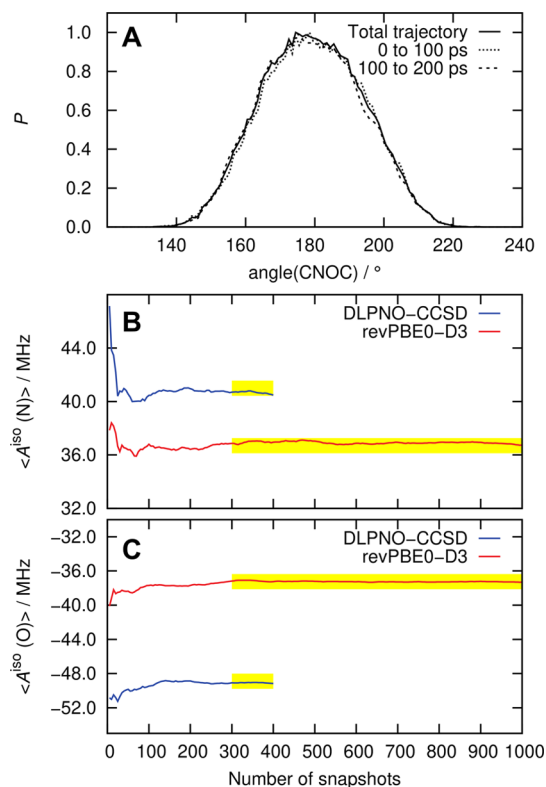 A
Total trajectory
0 to 100 ps
100 to 200 ps
P
1.0
0.8
0.6
0.4
0.2
0.0
140 160 180 200 220 240
angle(CNOC) / °
B
DLPNO−CCSD
revPBE0−D3
<A^iso (N)> / MHz
44.0
40.0
36.0
32.0
C
DLPNO−CCSD
revPBE0−D3
<A^iso (O)> / MHz
−32.0
−36.0
−40.0
−44.0
−48.0
−52.0
0 100 200 300 400 500 600 700 800 900 1000
Number of snapshots